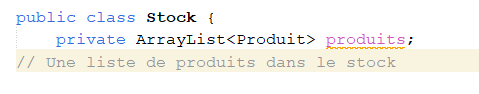 public class Stock {
private ArrayList<Produit> produits;
// Une liste de produits dans le stock